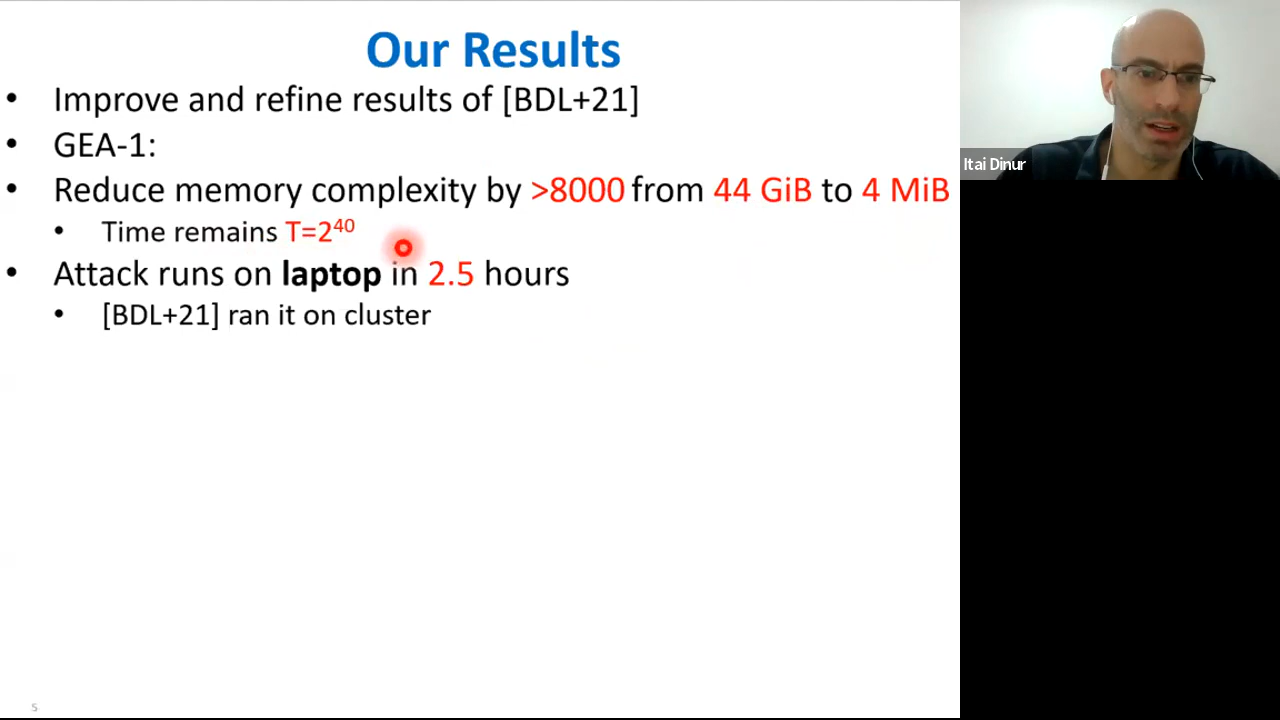 Our Results
• Improve and refine results of [BDL+21]
• GEA-1:
• Reduce memory complexity by >8000 from 44 GiB to 4 MiB
• Time remains T=2⁴⁰
• Attack runs on laptop in 2.5 hours
• [BDL+21] ran it on cluster
5
Itai Dinur